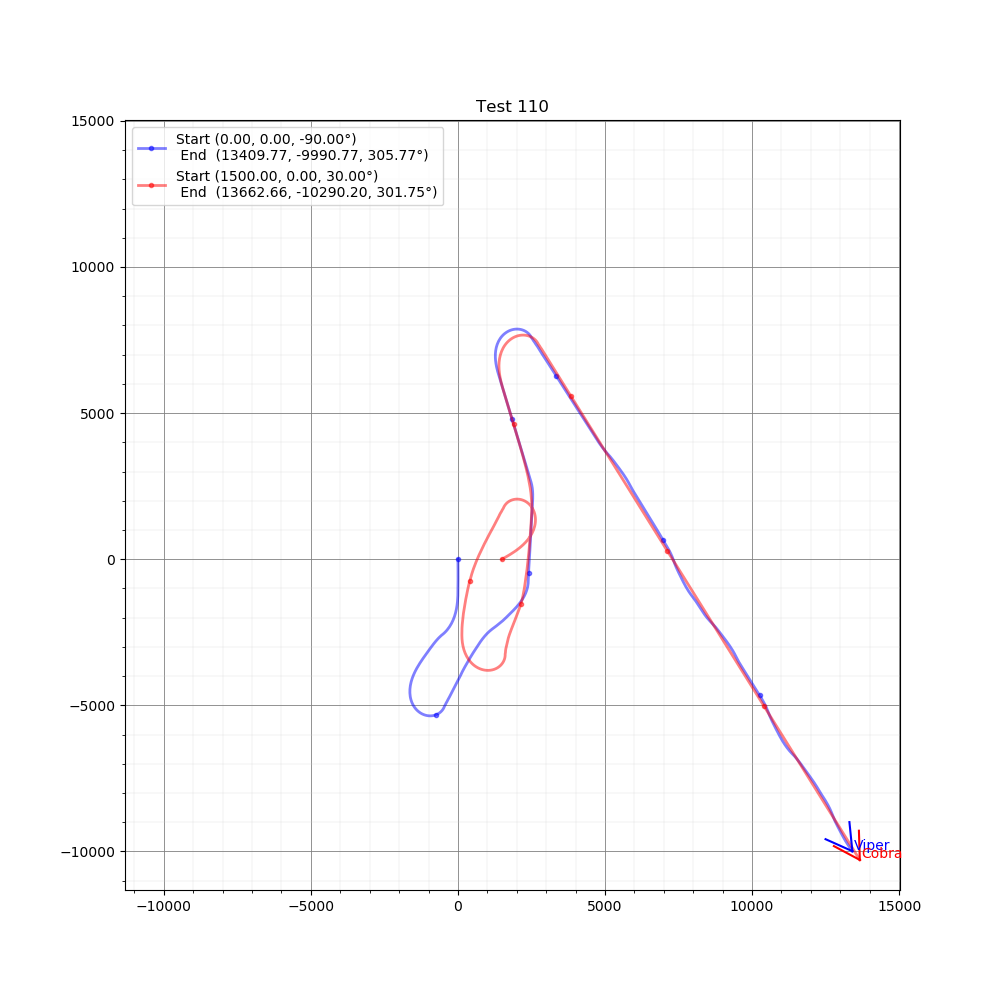 Test 110
Start (0.00, 0.00, -90.00°)
End (13409.77, -9990.77, 305.77°)
Start (1500.00, 0.00, 30.00°)
End (13662.66, -10290.20, 301.75°)
15000
10000
5000
0
−5000
−10000
Viper
Cobra
−10000
−5000
0
5000
10000
15000